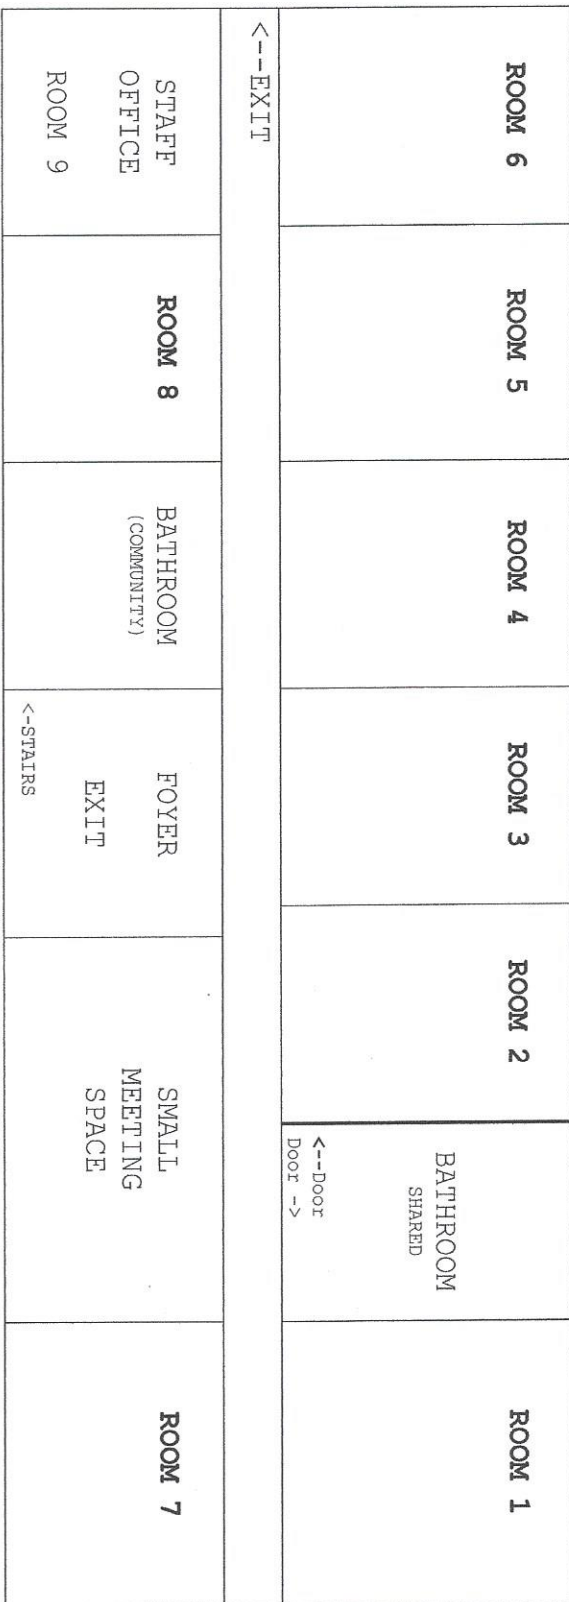 ROOM 6
ROOM 5
ROOM 4
ROOM 3
ROOM 2
BATHROOM
SHARED
<--Door
Door ->
ROOM 1
<--EXIT
STAFF
OFFICE
ROOM 9
ROOM 8
BATHROOM
(COMMUNITY)
FOYER
EXIT
<-STAIRS
SMALL
MEETING
SPACE
ROOM 7